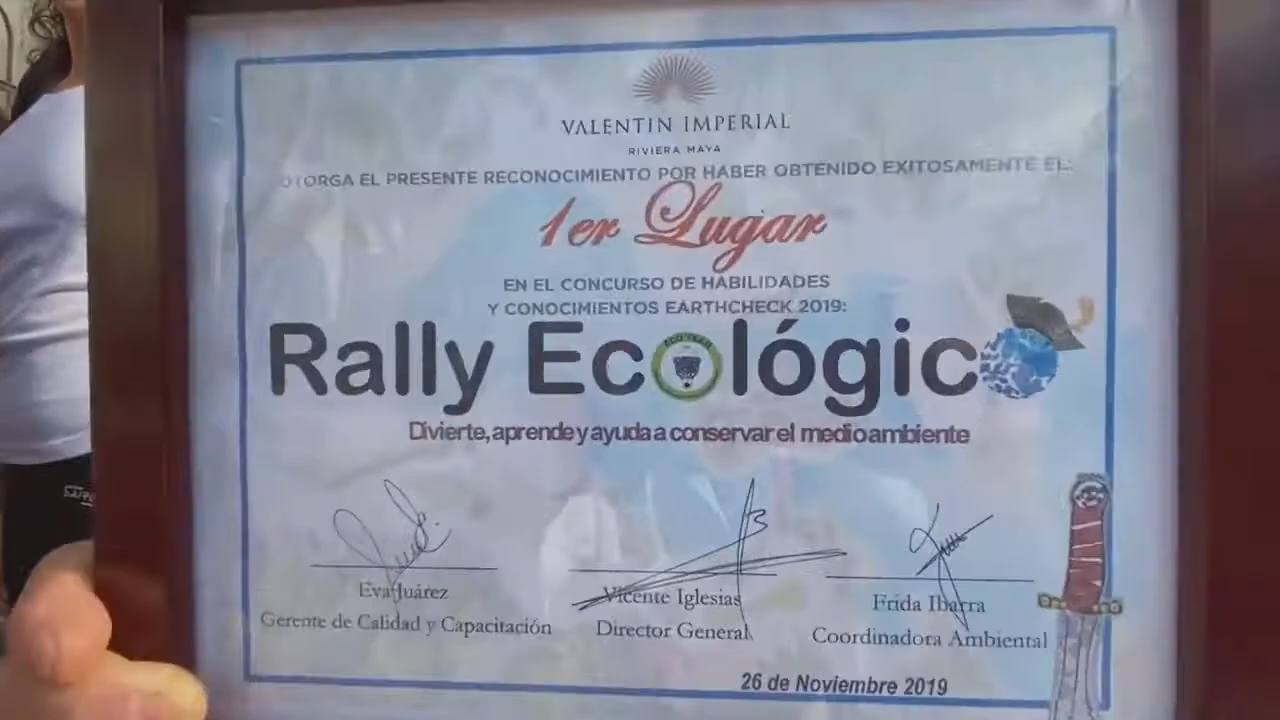 VALENTIN IMPERIAL
RIVIERA MAYA
OTORGA EL PRESENTE RECONOCIMIENTO POR HABER OBTENIDO EXITOSAMENTE EL:
1er Lugar
EN EL CONCURSO DE HABILIDADES
Y CONOCIMIENTOS EARTHCHECK 2019:
Rally Ecológico
ECO TEAM
Divierte, aprende y ayuda a conservar el medio ambiente
Eva Juárez
Gerente de Calidad y Capacitación
Vicente Iglesias
Director General
Frida Ibarra
Coordinadora Ambiental
26 de Noviembre 2019